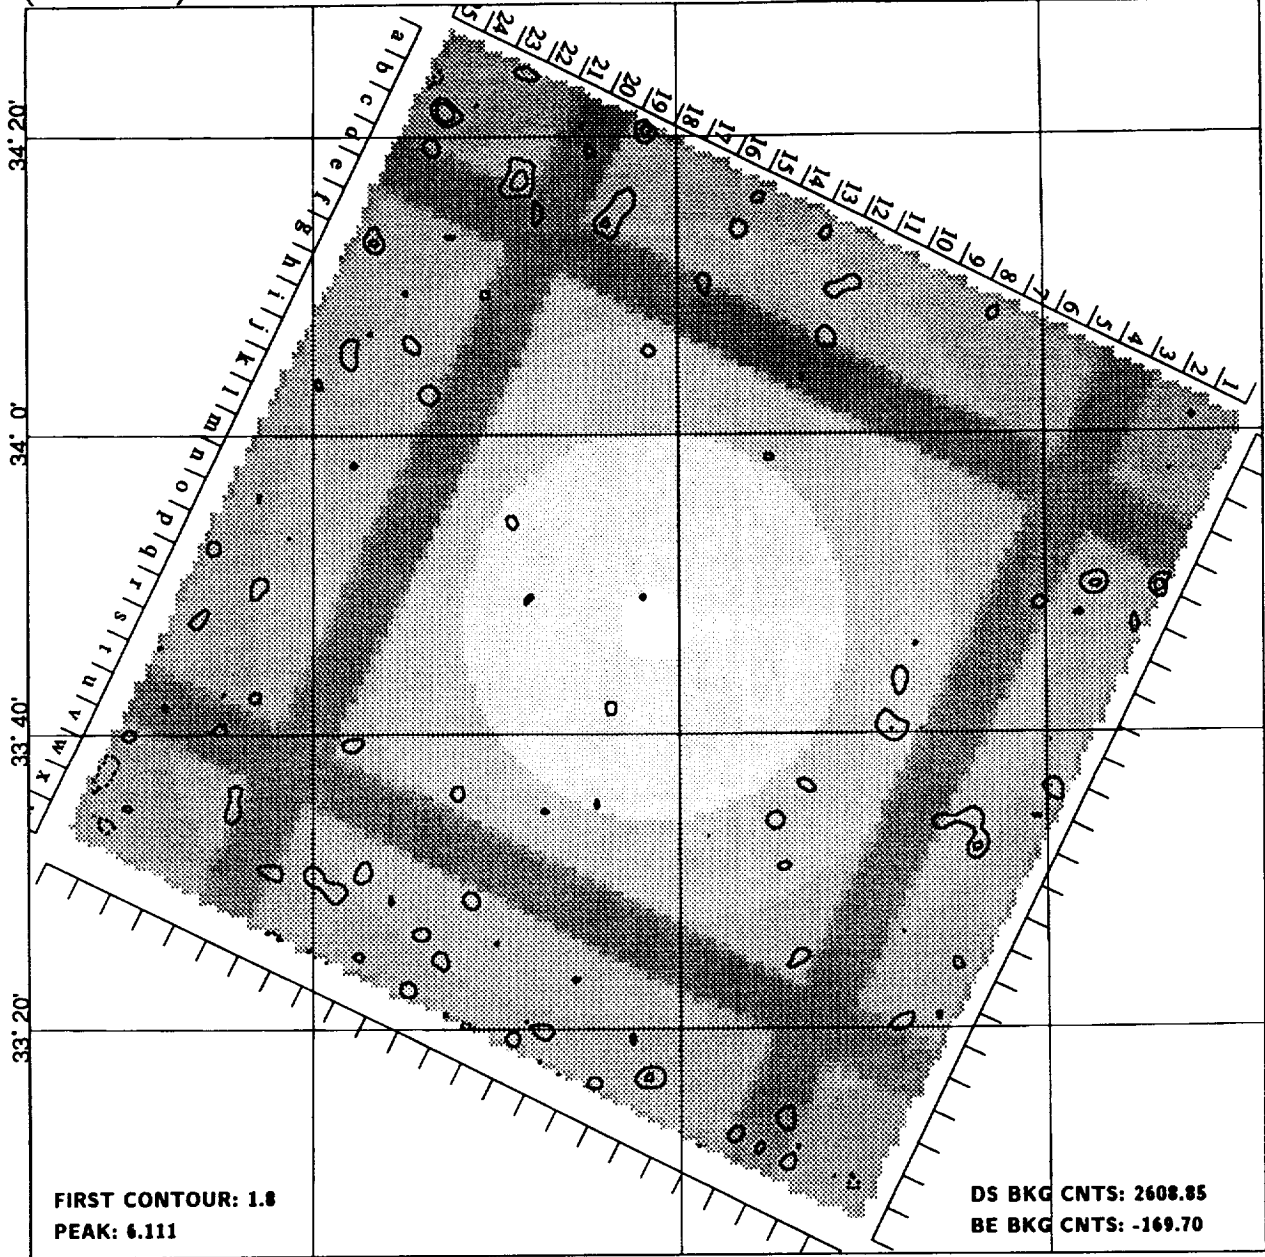 25 24 23 22 21 20 19 18 17 16 15 14 13 12 11 10 9 8 7 6 5 4 3 2 1
a b c d e f g h i j k l m n o p q r s t u v w x
34° 20'
34° 0'
33° 40'
33° 20'
FIRST CONTOUR: 1.8
PEAK: 6.111
DS BKG CNTS: 2608.85
BE BKG CNTS: -169.70